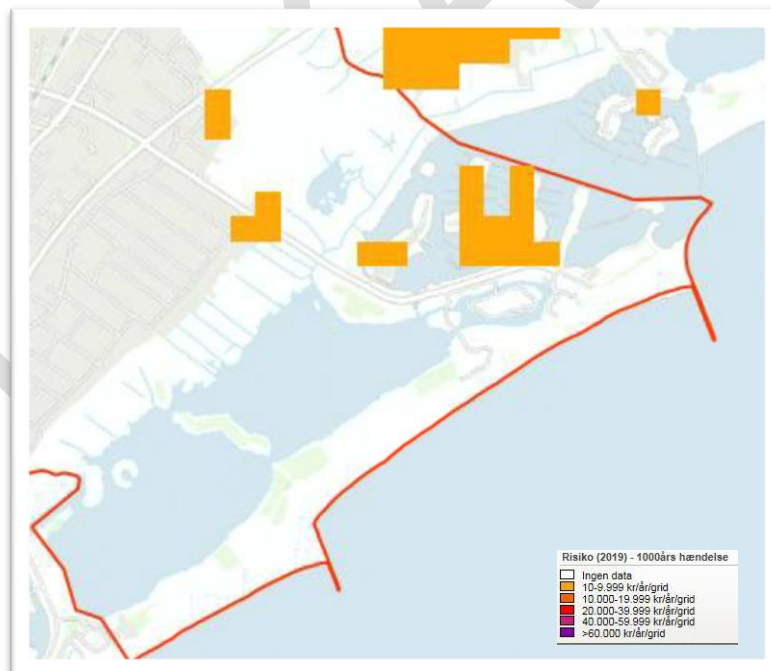 Risiko (2019) - 1000års hændelse
Ingen data
10-9.999 kr/år/grid
10.000-19.999 kr/år/grid
20.000-39.999 kr/år/grid
40.000-59.999 kr/år/grid
>60.000 kr/år/grid